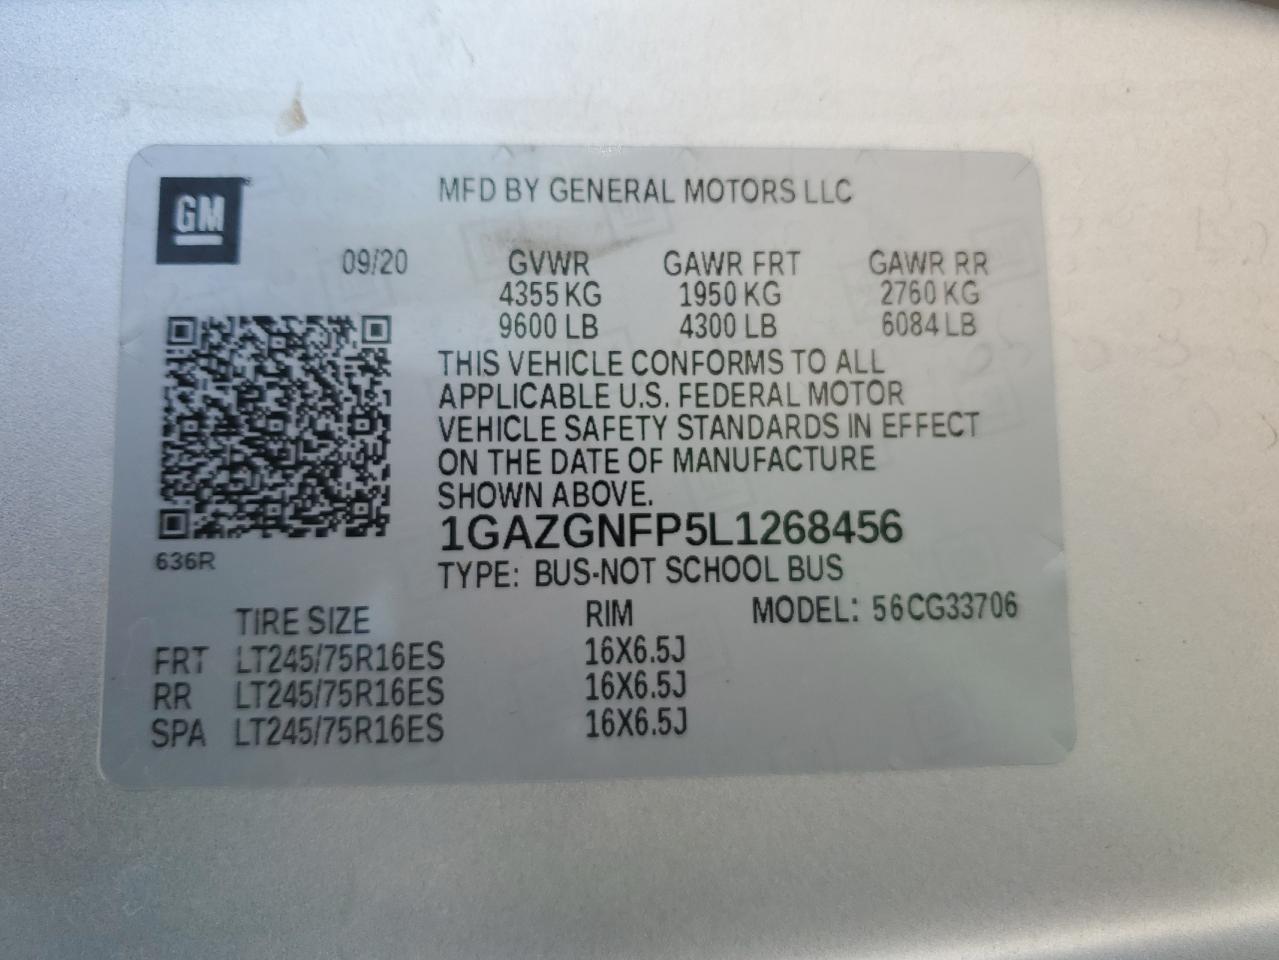 GM
MFD BY GENERAL MOTORS LLC
09/20 GVWR GAWR FRT GAWR RR
4355 KG 1950 KG 2760 KG
9600 LB 4300 LB 6084 LB
THIS VEHICLE CONFORMS TO ALL
APPLICABLE U.S. FEDERAL MOTOR
VEHICLE SAFETY STANDARDS IN EFFECT
ON THE DATE OF MANUFACTURE
SHOWN ABOVE.
1GAZGNFP5L1268456
636R
TYPE: BUS-NOT SCHOOL BUS
TIRE SIZE RIM MODEL: 56CG33706
FRT LT245/75R16ES 16X6.5J
RR LT245/75R16ES 16X6.5J
SPA LT245/75R16ES 16X6.5J